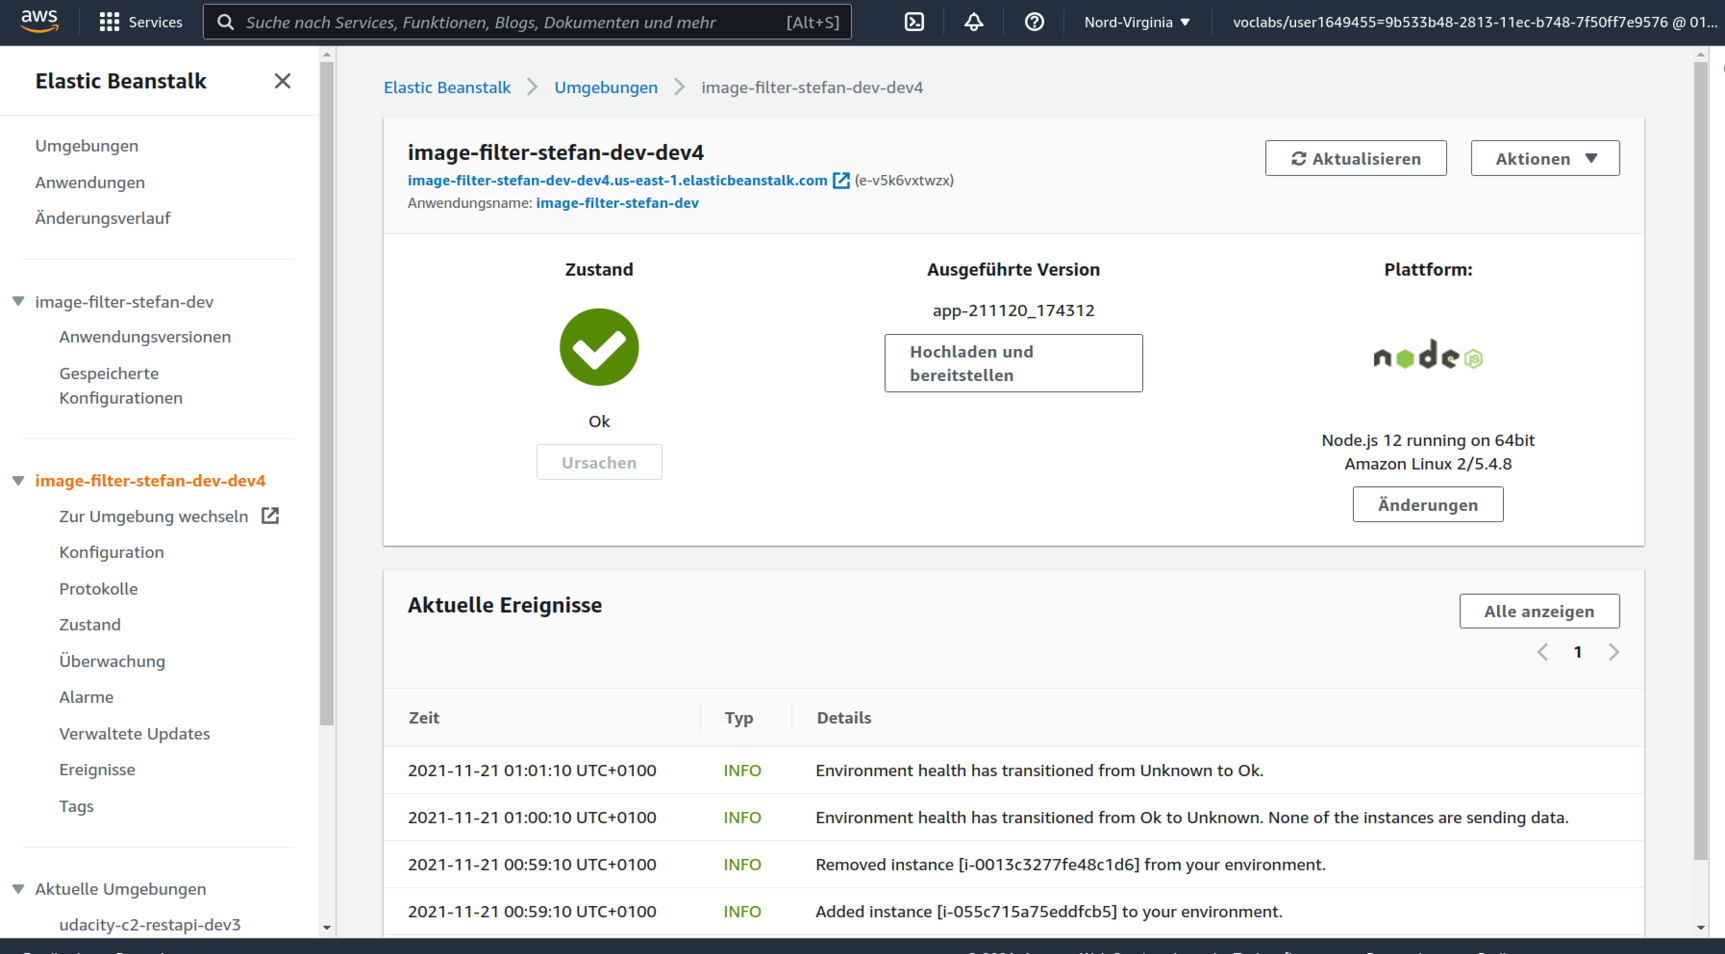 aws
Services
Suche nach Services, Funktionen, Blogs, Dokumenten und mehr
[Alt+S]
Nord-Virginia ▼
voclabs/user1649455=9b533b48-2813-11ec-b748-7f50ff7e9576 @ 01...
Elastic Beanstalk
Umgebungen
Anwendungen
Änderungsverlauf
image-filter-stefan-dev
Anwendungsversionen
Gespeicherte
Konfigurationen
image-filter-stefan-dev-dev4
Zur Umgebung wechseln
Konfiguration
Protokolle
Zustand
Überwachung
Alarme
Verwaltete Updates
Ereignisse
Tags
Aktuelle Umgebungen
udacity-c2-restapi-dev3
Elastic Beanstalk > Umgebungen > image-filter-stefan-dev-dev4
image-filter-stefan-dev-dev4
image-filter-stefan-dev-dev4.us-east-1.elasticbeanstalk.com (e-v5k6vxtwzx)
Anwendungsname: image-filter-stefan-dev
Aktualisieren
Aktionen ▼
Zustand
Ok
Ursachen
Ausgeführte Version
app-211120_174312
Hochladen und
bereitstellen
Plattform:
node JS
Node.js 12 running on 64bit
Amazon Linux 2/5.4.8
Änderungen
Aktuelle Ereignisse
Alle anzeigen
1
Zeit Typ Details
2021-11-21 01:01:10 UTC+0100 INFO Environment health has transitioned from Unknown to Ok.
2021-11-21 01:00:10 UTC+0100 INFO Environment health has transitioned from Ok to Unknown. None of the instances are sending data.
2021-11-21 00:59:10 UTC+0100 INFO Removed instance [i-0013c3277fe48c1d6] from your environment.
2021-11-21 00:59:10 UTC+0100 INFO Added instance [i-055c715a75eddfcb5] to your environment.